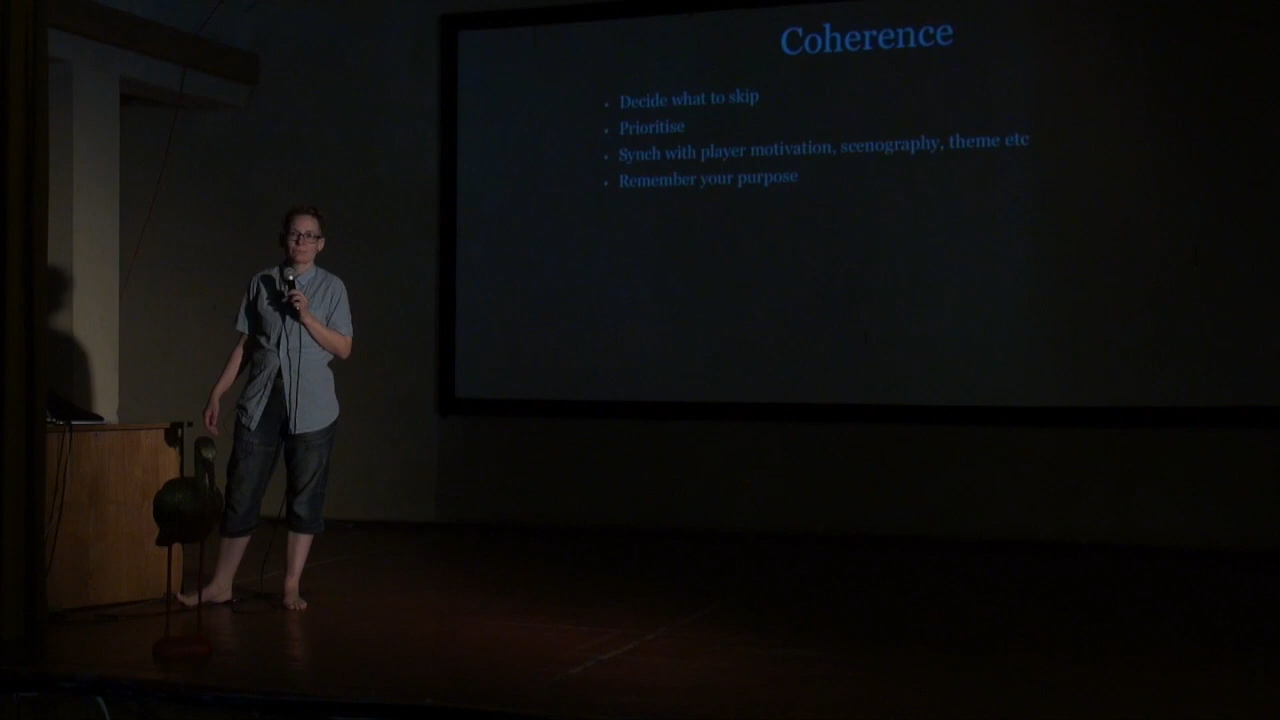 Coherence
• Decide what to skip
• Prioritise
• Synch with player motivation, scenography, theme etc
• Remember your purpose